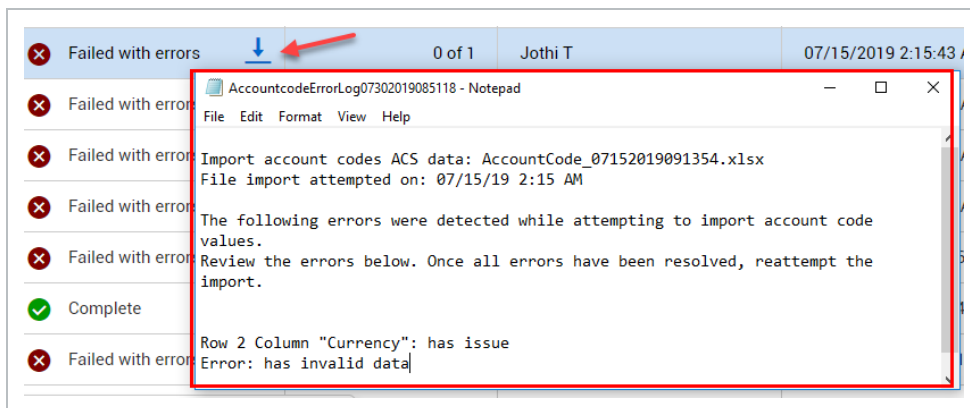 Failed with errors 0 of 1 Jothi T 07/15/2019 2:15:43
AccountcodeErrorLog07302019085118 - Notepad
File Edit Format View Help
Import account codes ACS data: AccountCode_07152019091354.xlsx
File import attempted on: 07/15/19 2:15 AM
The following errors were detected while attempting to import account code
values.
Review the errors below. Once all errors have been resolved, reattempt the
import.
Row 2 Column "Currency": has issue
Error: has invalid data
Failed with error
Failed with error
Failed with error
Failed with error
Complete
Failed with error